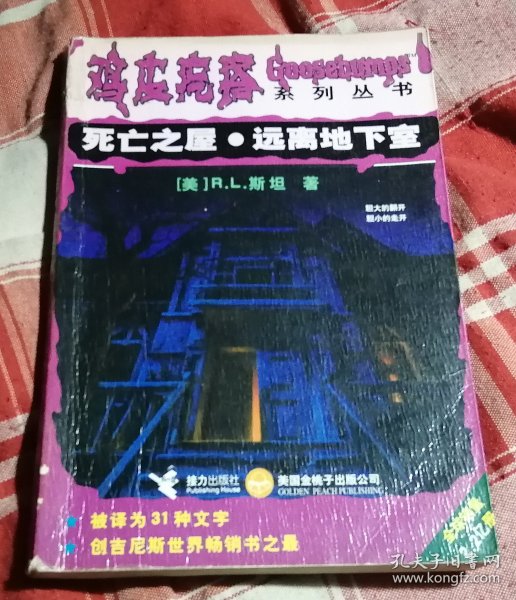 鸡皮疙瘩 Goosebumps
系列丛书
死亡之屋·远离地下室
[美]R.L.斯坦 著
胆大的翻开
胆小的走开
接力出版社 美国金桃子出版公司
Publishing House GOLDEN PEACH PUBLISHING
被译为31种文字
创吉尼斯世界畅销书之最
孔夫子旧书网
www.kongfz.com